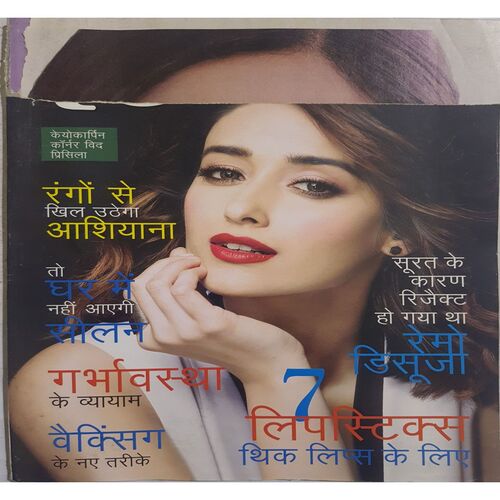 केयोकार्पिन
कॉर्नर विद
प्रिसिला
रंगों से
खिल उठेगा
आशियाना
तो
घर में
नहीं आएगी
सीलन
गर्भावस्था
के व्यायाम
वैक्सिंग
के नए तरीके
सूरत के
कारण
रिजैक्ट
हो गया था
रेमो
डिसूजा
7
लिपस्टिक्स
थिक लिप्स के लिए